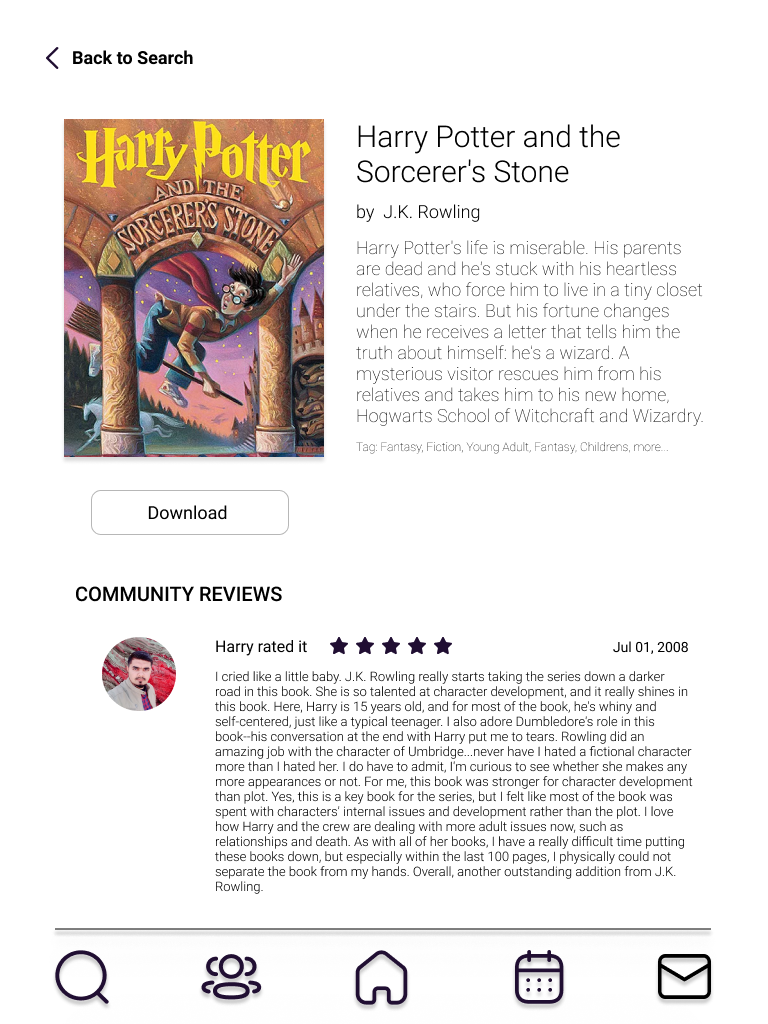 Back to Search
Harry Potter
AND THE
SORCERER'S STONE
Harry Potter and the
Sorcerer's Stone
by J.K. Rowling
Harry Potter's life is miserable. His parents
are dead and he's stuck with his heartless
relatives, who force him to live in a tiny closet
under the stairs. But his fortune changes
when he receives a letter that tells him the
truth about himself: he's a wizard. A
mysterious visitor rescues him from his
relatives and takes him to his new home,
Hogwarts School of Witchcraft and Wizardry.
Tag: Fantasy, Fiction, Young Adult, Fantasy, Childrens, more...
Download
COMMUNITY REVIEWS
Harry rated it
Jul 01, 2008
I cried like a little baby. J.K. Rowling really starts taking the series down a darker
road in this book. She is so talented at character development, and it really shines in
this book. Here, Harry is 15 years old, and for most of the book, he's whiny and
self-centered, just like a typical teenager. I also adore Dumbledore's role in this
book--his conversation at the end with Harry put me to tears. Rowling did an
amazing job with the character of Umbridge...never have I hated a fictional character
more than I hated her. I do have to admit, I'm curious to see whether she makes any
more appearances or not. For me, this book was stronger for character development
than plot. Yes, this is a key book for the series, but I felt like most of the book was
spent with characters' internal issues and development rather than the plot. I love
how Harry and the crew are dealing with more adult issues now, such as
relationships and death. As with all of her books, I have a really difficult time putting
these books down, but especially within the last 100 pages, I physically could not
separate the book from my hands. Overall, another outstanding addition from J.K.
Rowling.